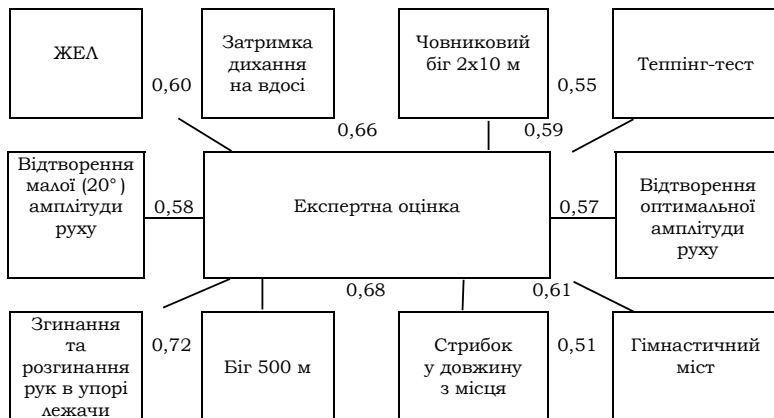 ЖЕЛ
Затримка
дихання
на вдосі
Човниковий
біг 2х10 м
Теппінг-тест
0,60
0,55
0,66
0,59
Відтворення
малої (20°)
амплітуди
руху
0,58
Експертна оцінка
0,57
Відтворення
оптимальної
амплітуди
руху
0,68
0,61
Згинання
та
розгинання
рук в упорі
лежачи
0,72
Біг 500 м
Стрибок
у довжину
з місця
0,51
Гімнастичний
міст